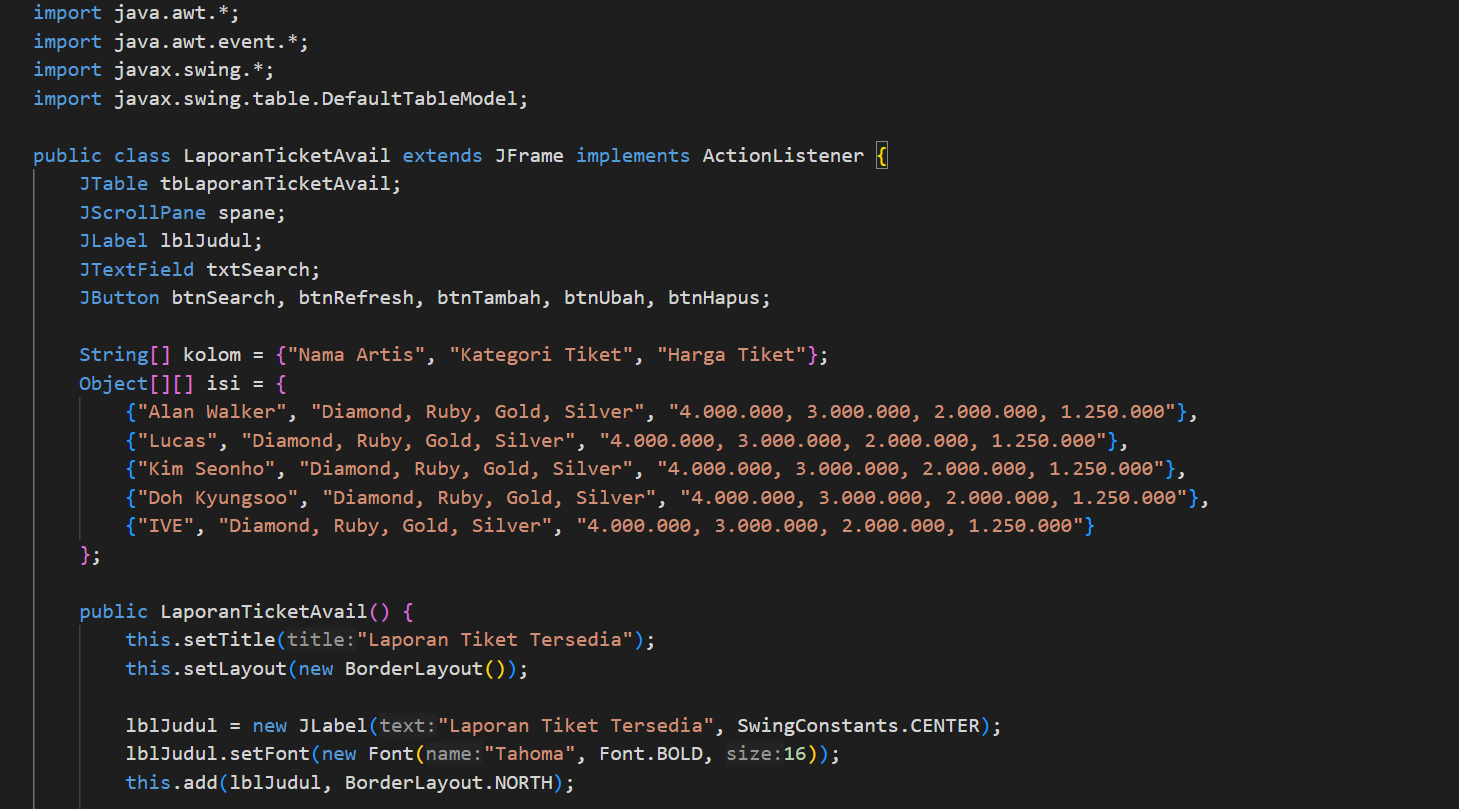 import java.awt.*;
import java.awt.event.*;
import javax.swing.*;
import javax.swing.table.DefaultTableModel;
public class LaporanTicketAvail extends JFrame implements ActionListener {
JTable tbLaporanTicketAvail;
JScrollPane spane;
JLabel lblJudul;
JTextField txtSearch;
JButton btnSearch, btnRefresh, btnTambah, btnUbah, btnHapus;
String[] kolom = {"Nama Artis", "Kategori Tiket", "Harga Tiket"};
Object[][] isi = {
{"Alan Walker", "Diamond, Ruby, Gold, Silver", "4.000.000, 3.000.000, 2.000.000, 1.250.000"},
{"Lucas", "Diamond, Ruby, Gold, Silver", "4.000.000, 3.000.000, 2.000.000, 1.250.000"},
{"Kim Seonho", "Diamond, Ruby, Gold, Silver", "4.000.000, 3.000.000, 2.000.000, 1.250.000"},
{"Doh Kyungsoo", "Diamond, Ruby, Gold, Silver", "4.000.000, 3.000.000, 2.000.000, 1.250.000"},
{"IVE", "Diamond, Ruby, Gold, Silver", "4.000.000, 3.000.000, 2.000.000, 1.250.000"}
};
public LaporanTicketAvail() {
this.setTitle(title:"Laporan Tiket Tersedia");
this.setLayout(new BorderLayout());
lblJudul = new JLabel(text:"Laporan Tiket Tersedia", SwingConstants.CENTER);
lblJudul.setFont(new Font(name:"Tahoma", Font.BOLD, size:16));
this.add(lblJudul, BorderLayout.NORTH);